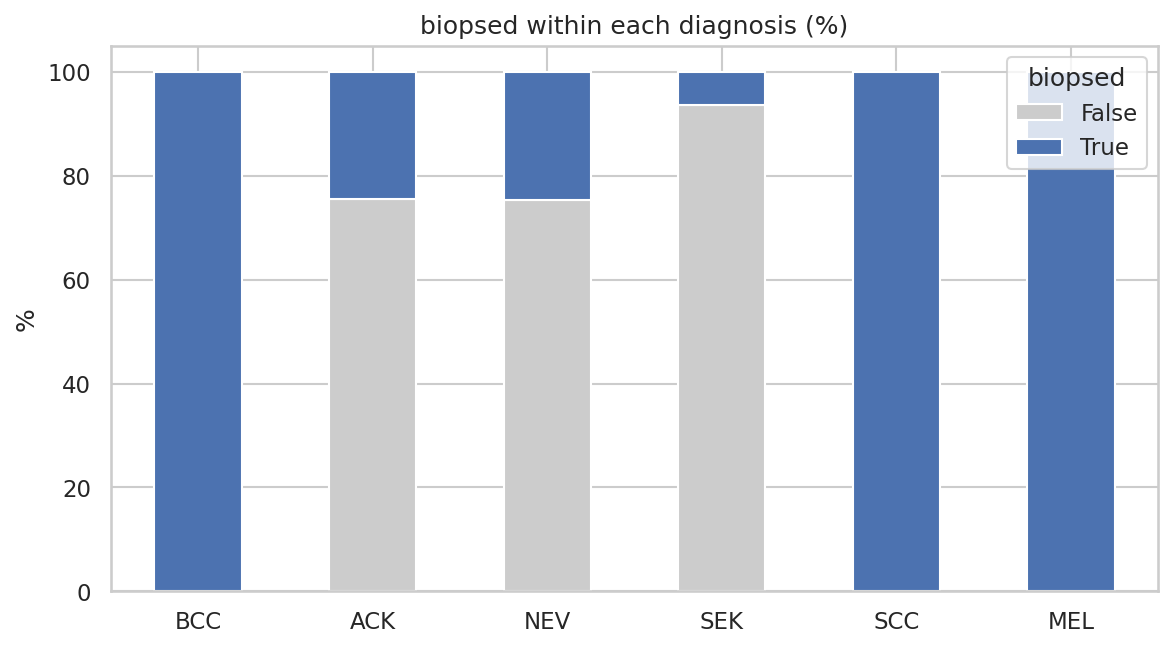 biopsed within each diagnosis (%)
biopsed
False
True
%
100
80
60
40
20
0
BCC ACK NEV SEK SCC MEL